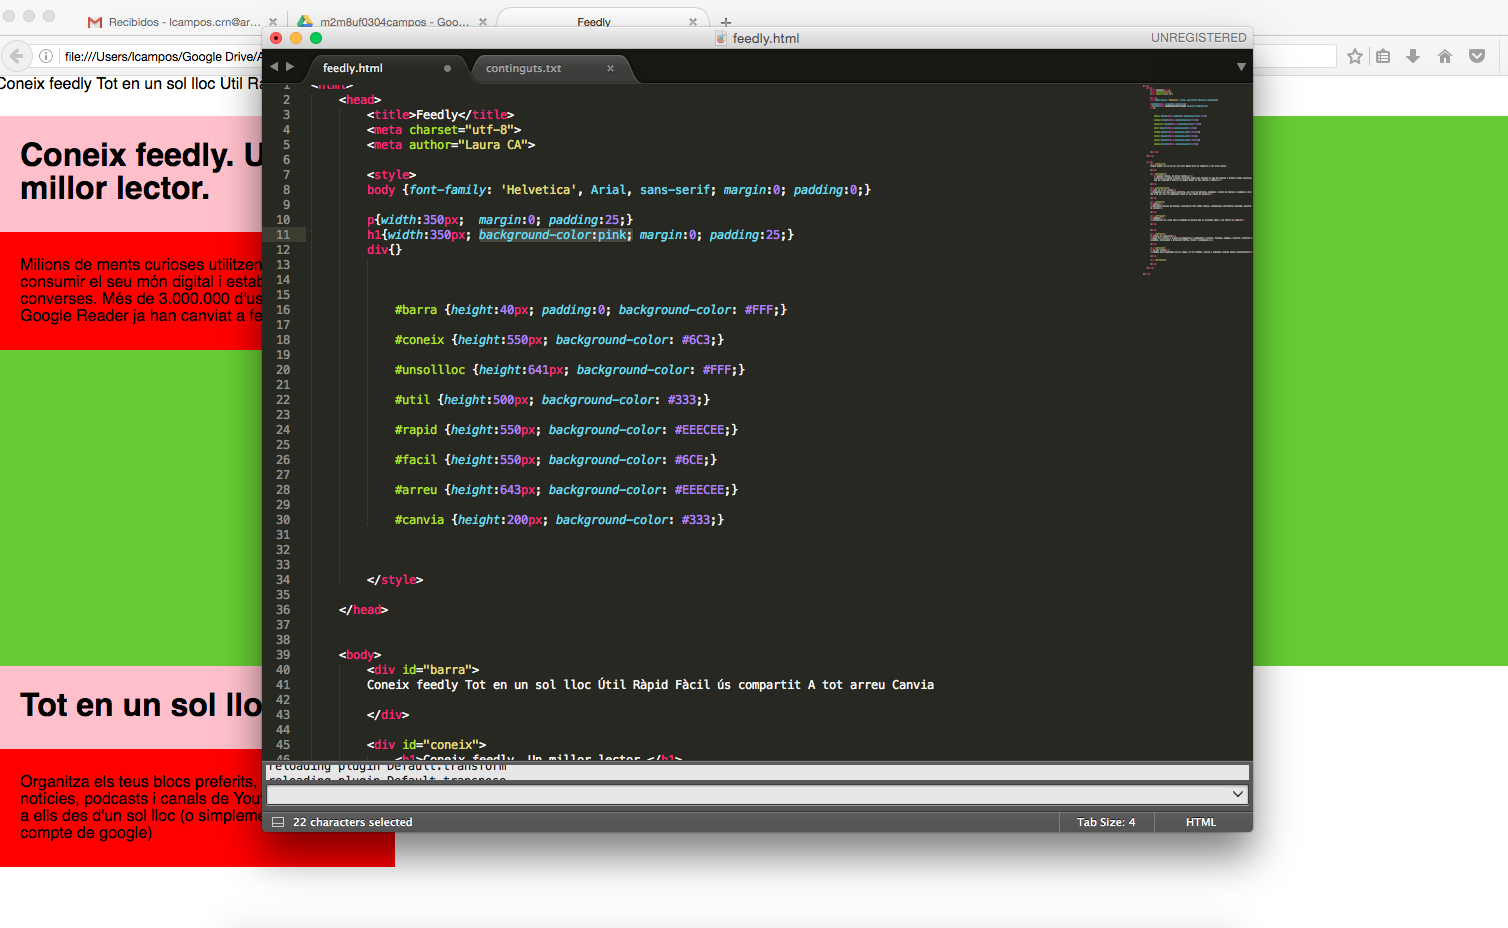 Recibidos - lcampos.crn@ar...
m2m8uf0304campos - Goo...
Feedly
file:///Users/lcampos/Google Drive/A
Coneix feedly Tot en un sol lloc Útil Rà
Coneix feedly. U
millor lector.
Milions de ments curioses utilitzen
consumir el seu món digital i estab
converses. Més de 3.000.000 d'us
Google Reader ja han canviat a fe
Tot en un sol llo
Organitza els teus blocs preferits,
notícies, podcasts i canals de You
a ells des d'un sol lloc (o simpleme
compte de google)
feedly.html
UNREGISTERED
feedly.html
continguts.txt
1 <html>
2 <head>
3 <title>Feedly</title>
4 <meta charset="utf-8">
5 <meta author="Laura CA">
6
7 <style>
8 body {font-family: 'Helvetica', Arial, sans-serif; margin:0; padding:0;}
9
10 p{width:350px;  margin:0; padding:25;}
11 h1{width:350px; background-color:pink; margin:0; padding:25;}
12 div{}
13
14
15
16 #barra {height:40px; padding:0; background-color: #FFF;}
17
18 #coneix {height:550px; background-color: #6C3;}
19
20 #unsollloc {height:641px; background-color: #FFF;}
21
22 #util {height:500px; background-color: #333;}
23
24 #rapid {height:550px; background-color: #EEECEE;}
25
26 #facil {height:550px; background-color: #6CE;}
27
28 #arreu {height:643px; background-color: #EEECEE;}
29
30 #canvia {height:200px; background-color: #333;}
31
32
33
34 </style>
35
36 </head>
37
38
39 <body>
40 <div id="barra">
41 Coneix feedly Tot en un sol lloc Útil Ràpid Fàcil ús compartit A tot arreu Canvia
42
43 </div>
44
45 <div id="coneix">
46 <h1>Coneix feedly. Un millor lector.</h1>
reloading plugin Default.transform
reloading plugin Default.transpose
22 characters selected
Tab Size: 4
HTML